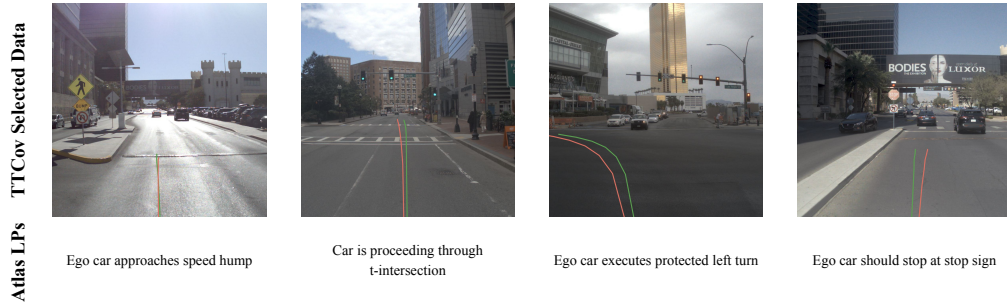 TTCov Selected Data
BODIES
LUXOR
Atlas LPs
Ego car approaches speed hump
Car is proceeding through
t-intersection
Ego car executes protected left turn
Ego car should stop at stop sign